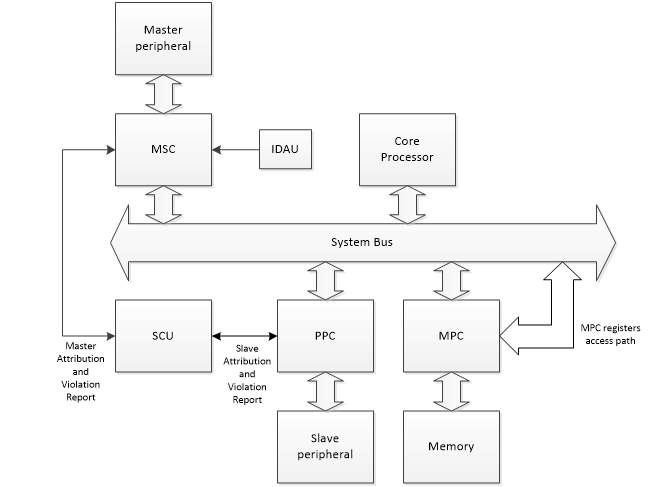 Master
peripheral
MSC
IDAU
Core
Processor
System Bus
SCU
PPC
MPC
MPC registers
access path
Master
Attribution
and
Violation
Report
Slave
Attribution
and
Violation
Report
Slave
peripheral
Memory